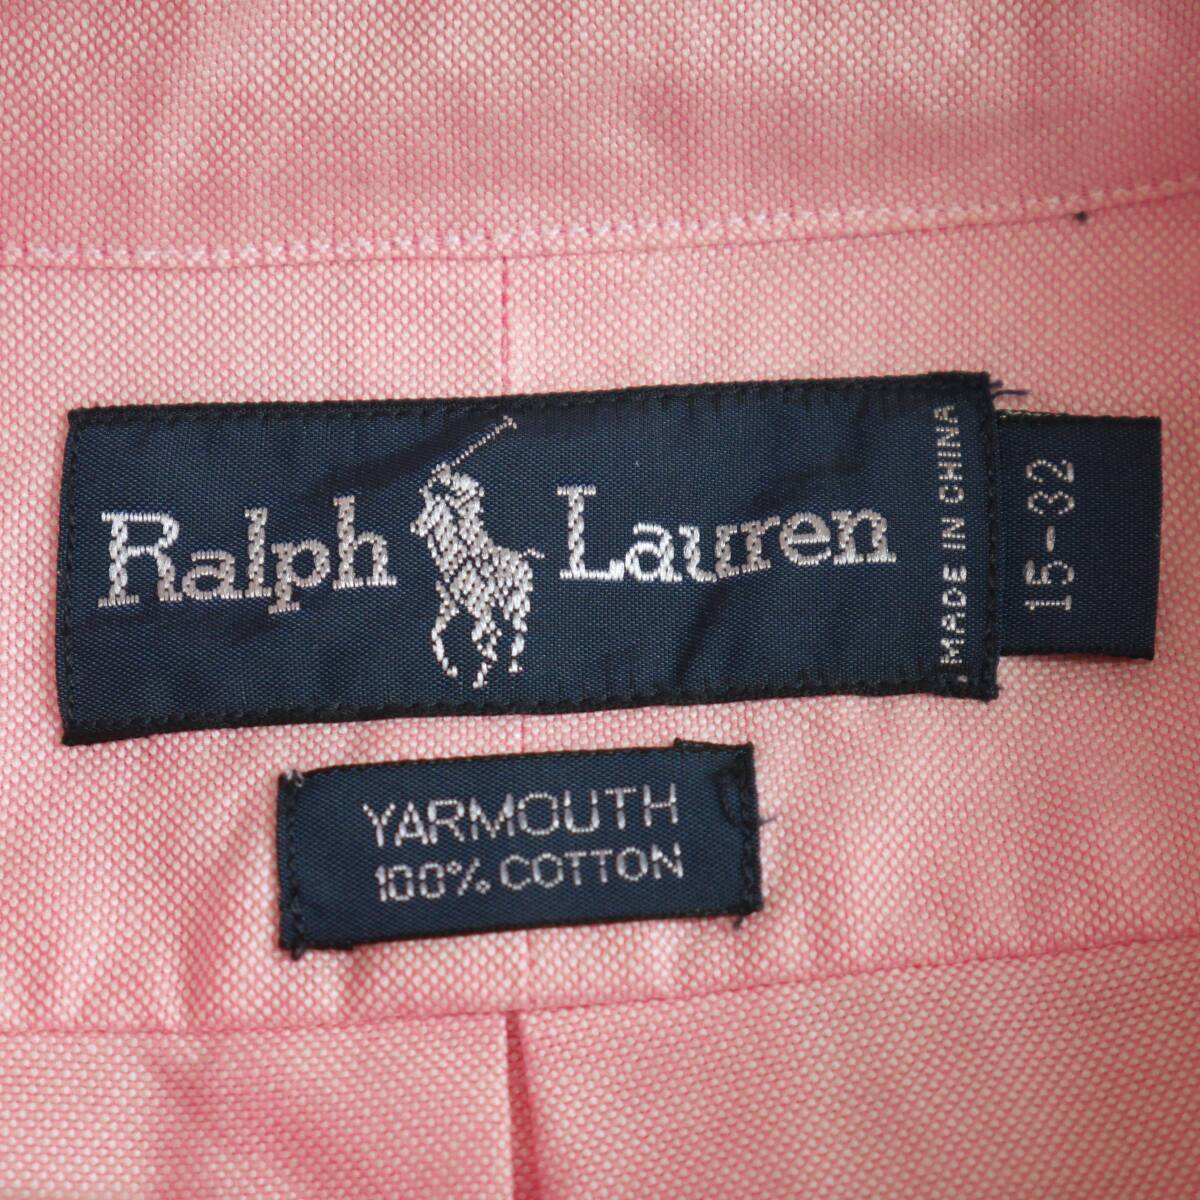 Ralph Lauren
MADE IN CHINA
15-32
YARMOUTH
100% COTTON